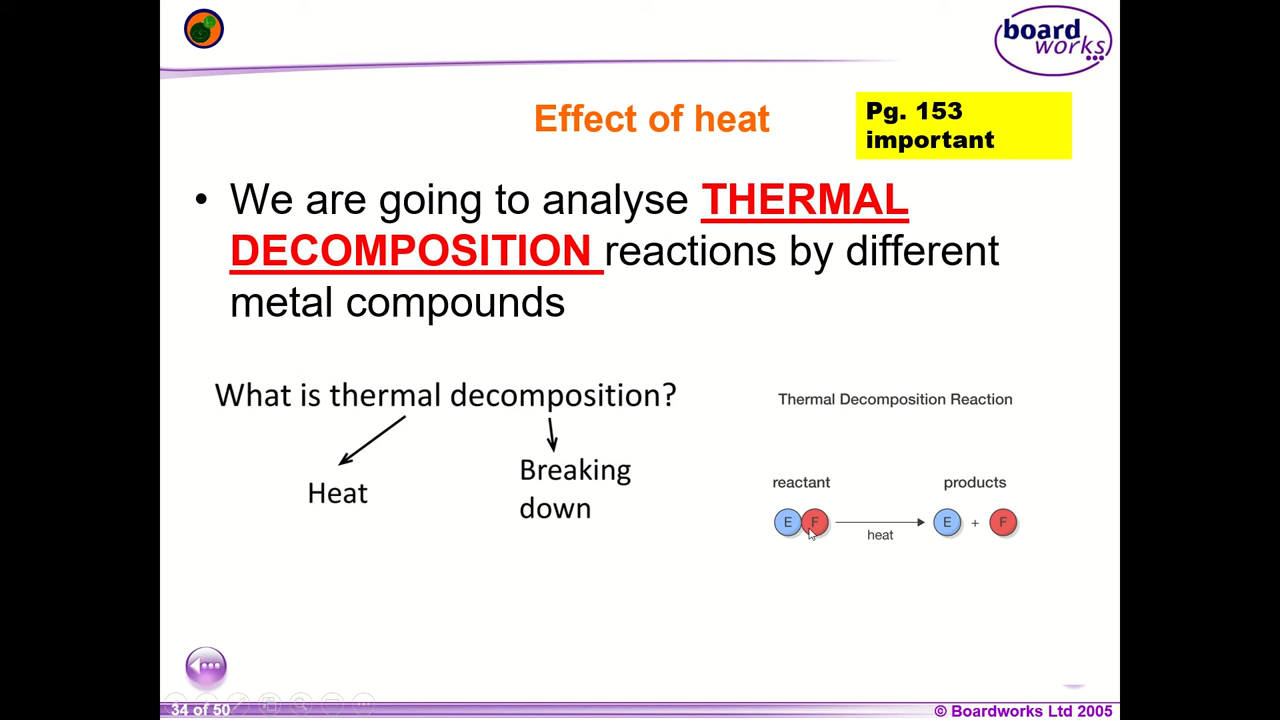 board
works
Effect of heat
Pg. 153
important
• We are going to analyse THERMAL
DECOMPOSITION reactions by different
metal compounds
What is thermal decomposition?
Heat
Breaking
down
Thermal Decomposition Reaction
reactant
products
E F
heat
E + F
34 of 50
© Boardworks Ltd 2005